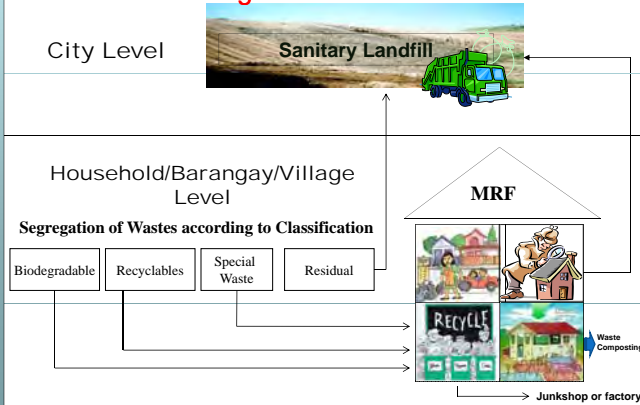 City Level
Sanitary Landfill
Household/Barangay/Village
Level
MRF
Segregation of Wastes according to Classification
Biodegradable
Recyclables
Special
Waste
Residual
RECYCLE
Waste
Composting
Junkshop or factory